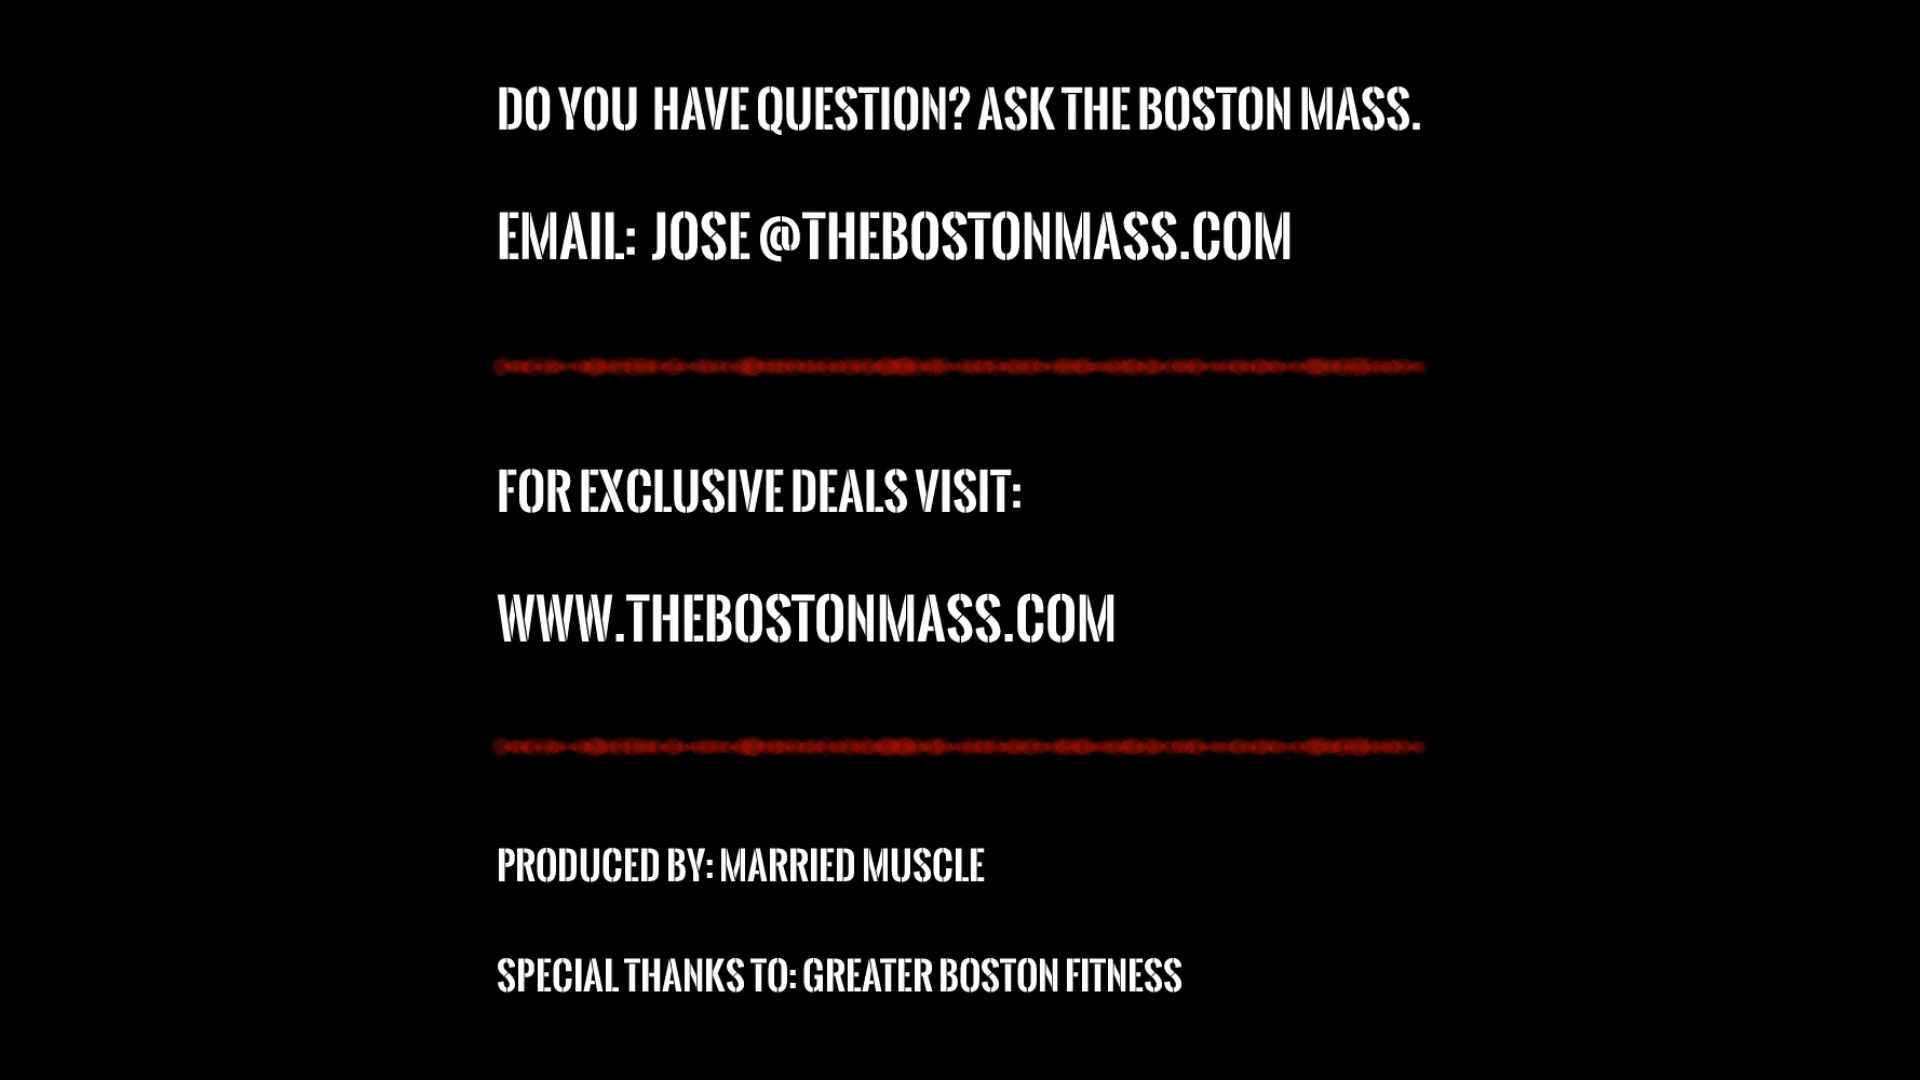 DO YOU HAVE QUESTION? ASK THE BOSTON MASS.
EMAIL: JOSE @THEBOSTONMASS.COM
FOR EXCLUSIVE DEALS VISIT:
WWW.THEBOSTONMASS.COM
PRODUCED BY: MARRIED MUSCLE
SPECIAL THANKS TO: GREATER BOSTON FITNESS